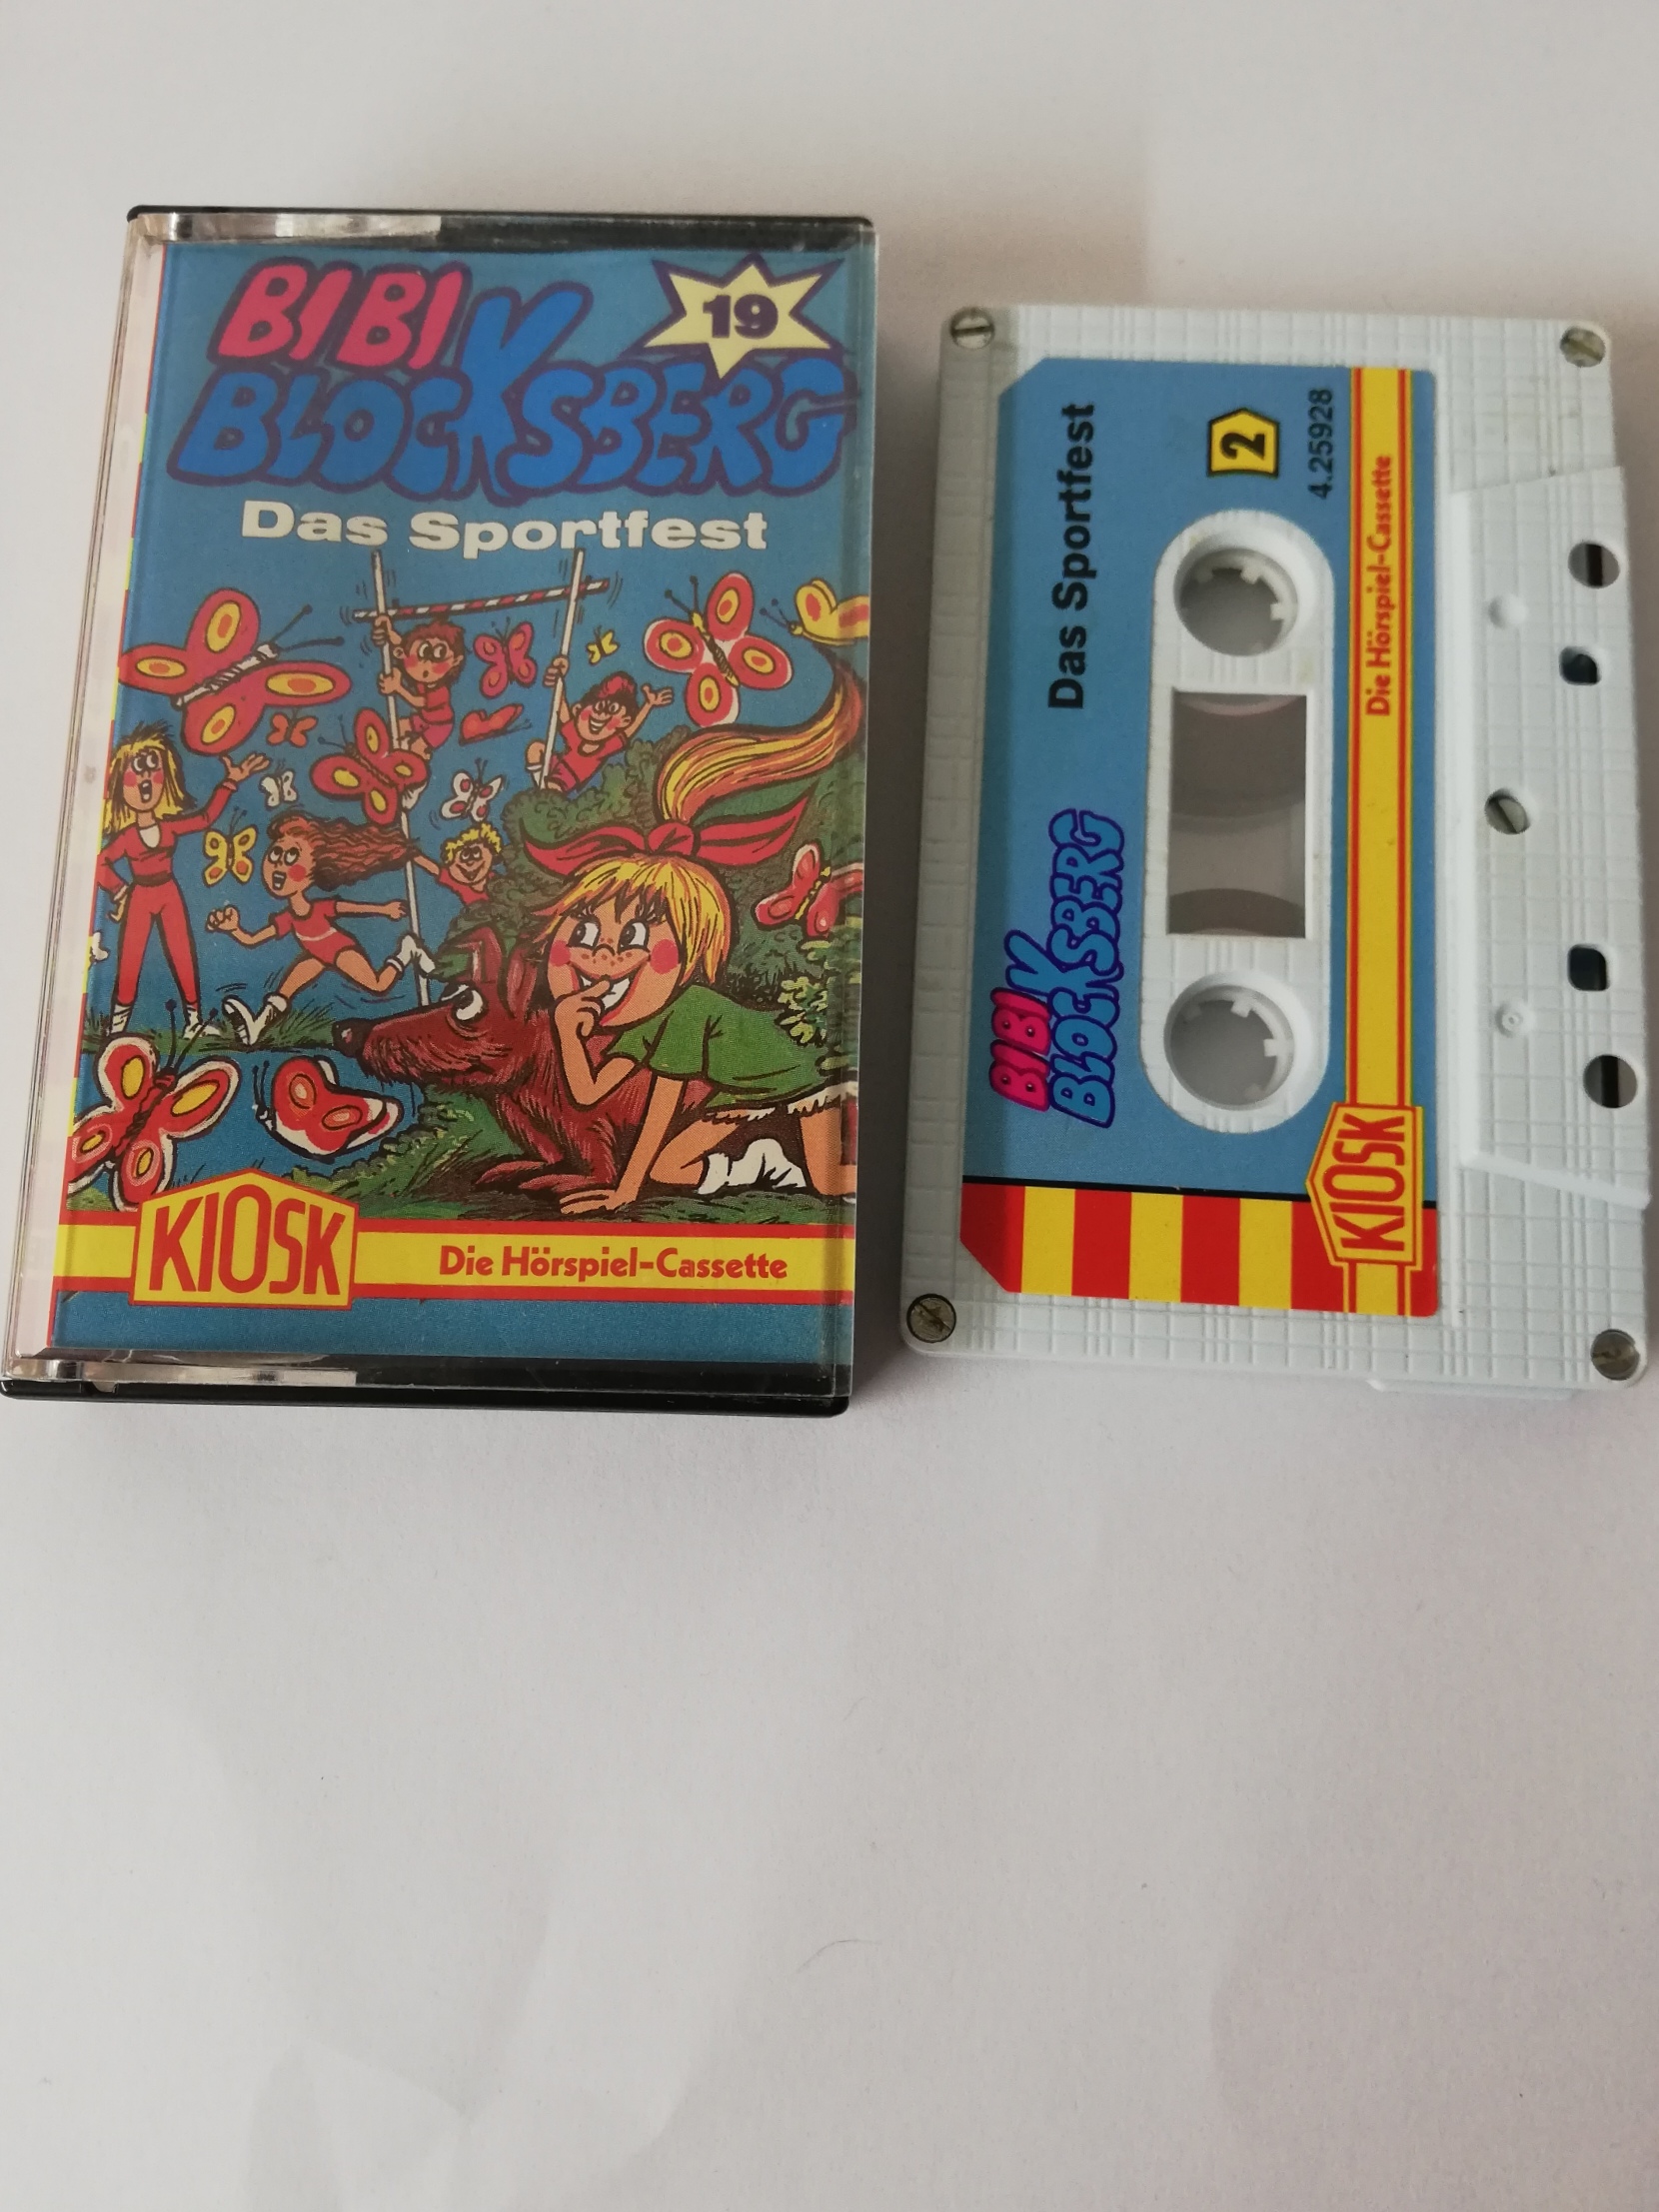 BIBI
BLOCKSBERG
19
Das Sportfest
KIOSK
Die Hörspiel-Cassette
BIBI
BLOCKSBERG
Das Sportfest
2
4.25928
KIOSK
Die Hörspiel-Cassette